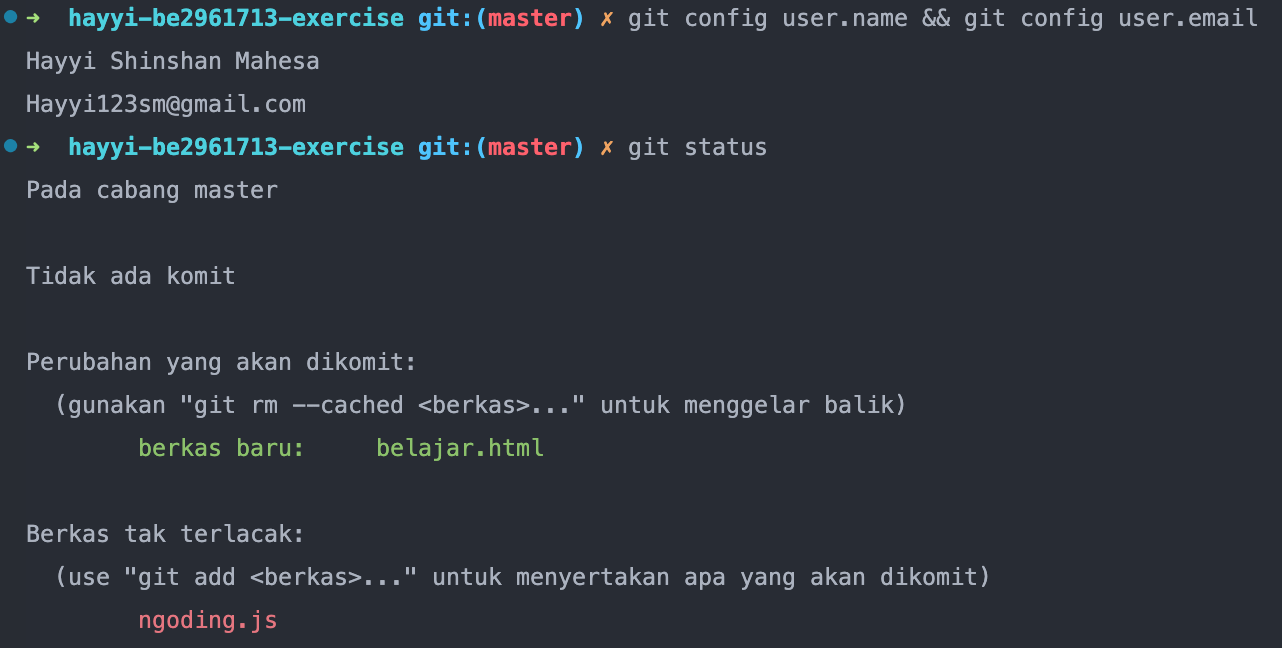 ➜ hayyi-be2961713-exercise git:(master) ✗ git config user.name && git config user.email
Hayyi Shinshan Mahesa
Hayyi123sm@gmail.com
➜ hayyi-be2961713-exercise git:(master) ✗ git status
Pada cabang master
Tidak ada komit
Perubahan yang akan dikomit:
(gunakan "git rm --cached <berkas>..." untuk menggelar balik)
berkas baru: belajar.html
Berkas tak terlacak:
(use "git add <berkas>..." untuk menyertakan apa yang akan dikomit)
ngoding.js